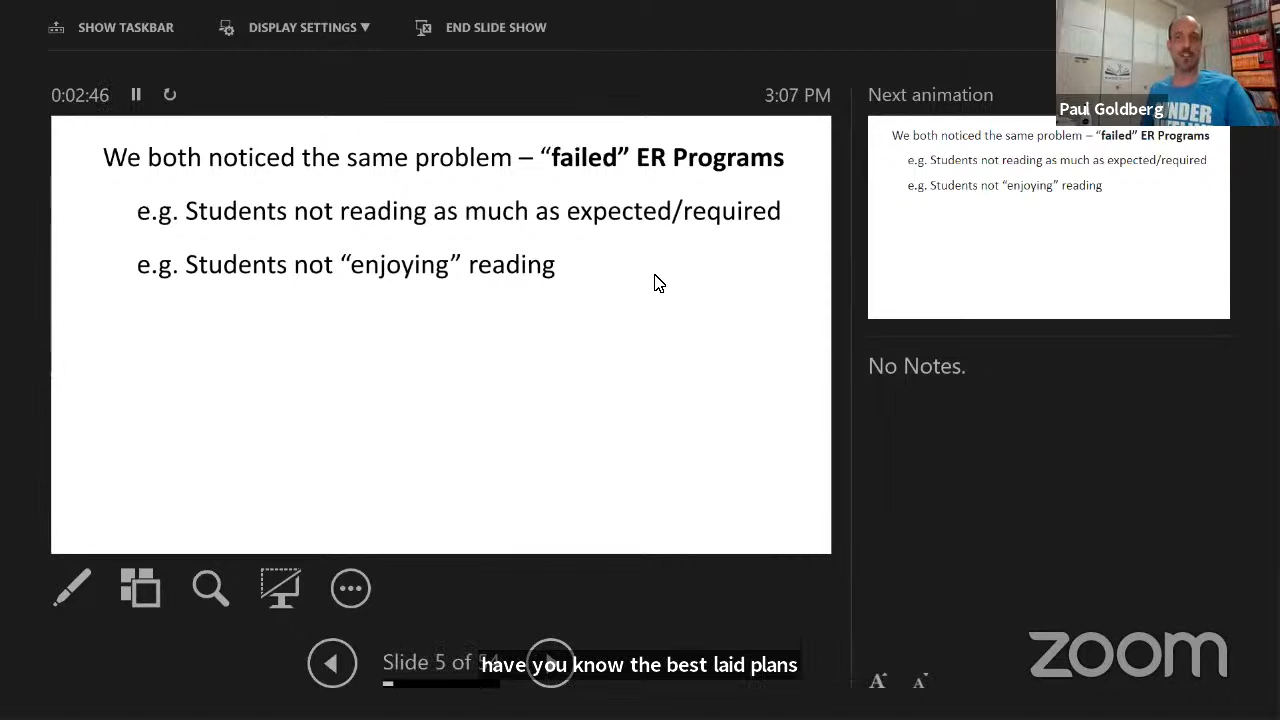 SHOW TASKBAR
DISPLAY SETTINGS ▼
END SLIDE SHOW
0:02:46
3:07 PM
Next animation
Paul Goldberg
UNDER
We both noticed the same problem – “failed” ER Programs
e.g. Students not reading as much as expected/required
e.g. Students not “enjoying” reading
We both noticed the same problem – “failed” ER Programs
e.g. Students not reading as much as expected/required
e.g. Students not “enjoying” reading
No Notes.
Slide 5 of
have you know the best laid plans
A A
zoom